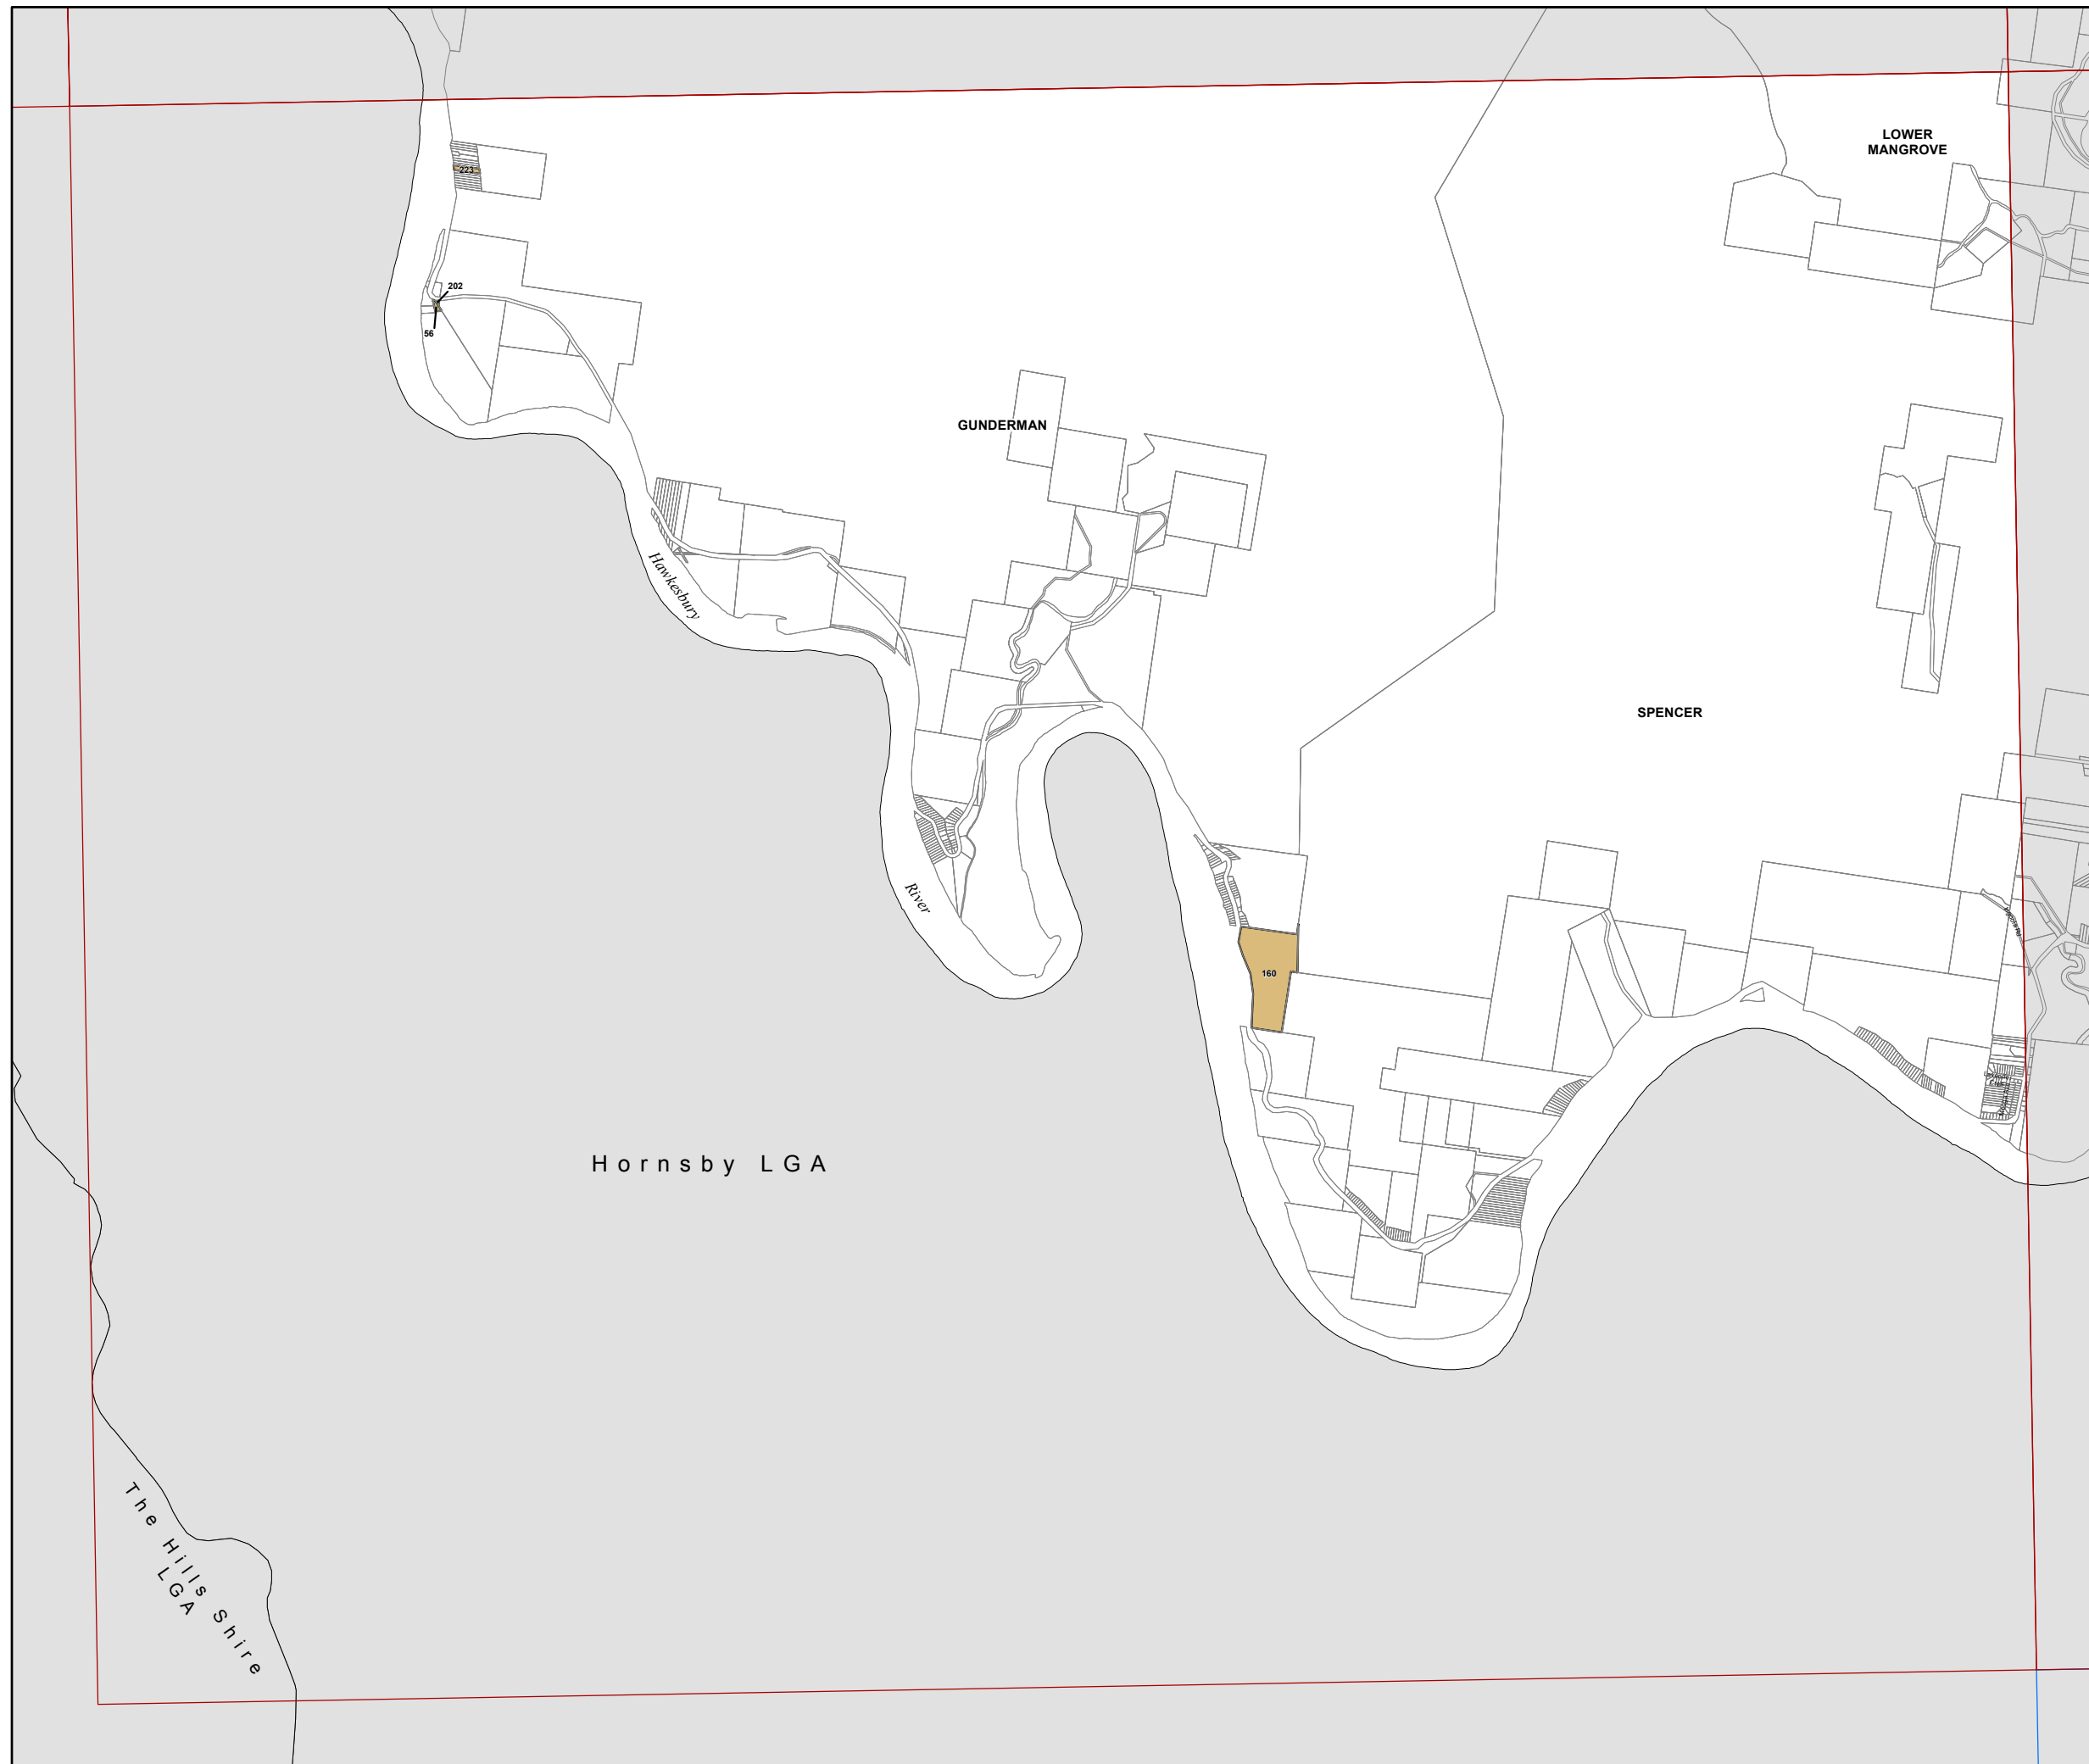 LOWER
MANGROVE
223
202
56
GUNDERMAN
Hawkesbury
SPENCER
River
160
Hornsby LGA
The Hills Shire
LGA